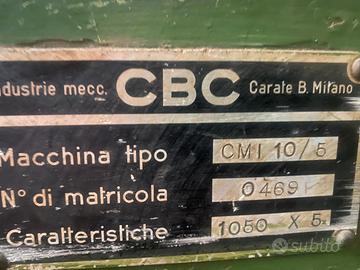 ndustrie mecc. CBC Carate B. Milano
Macchina tipo CMI 10/5
N° di matricola 0469
Caratteristiche 1050 X 5
subito